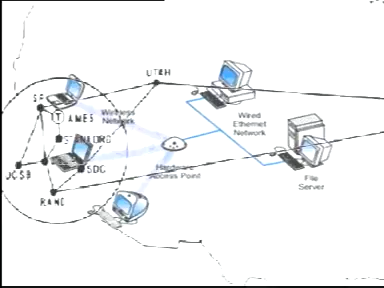 UTAH
SRI
AMES
Wireless
Network
STANFORD
Wired
Ethernet
Network
UCSB
SDC
Hardware
Access Point
File
Server
RAND